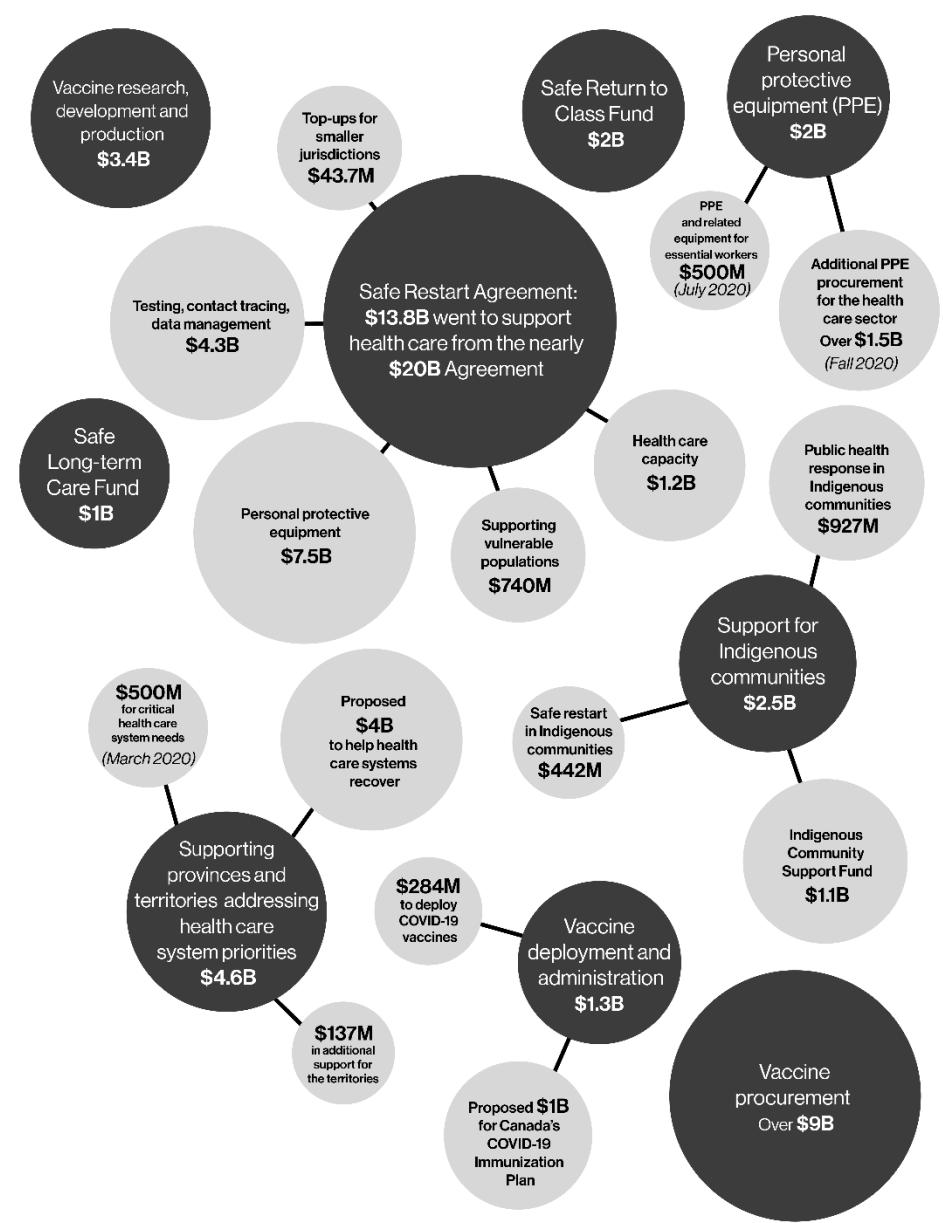 Vaccine research,
development and
production
$3.4B
Top-ups for
smaller
jurisdictions
$43.7M
Safe Return to
Class Fund
$2B
Personal
protective
equipment (PPE)
$2B
PPE
and related
equipment for
essential workers
$500M
(July 2020)
Additional PPE
procurement
for the health
care sector
Over $1.5B
(Fall 2020)
Testing, contact tracing,
data management
$4.3B
Safe Restart Agreement:
$13.8B went to support
health care from the nearly
$20B Agreement
Safe
Long-term
Care Fund
$1B
Personal protective
equipment
$7.5B
Supporting
vulnerable
populations
$740M
Health care
capacity
$1.2B
Public health
response in
Indigenous
communities
$927M
Support for
Indigenous
communities
$2.5B
Safe restart
in Indigenous
communities
$442M
Indigenous
Community
Support Fund
$1.1B
$500M
for critical
health care
system needs
(March 2020)
Proposed
$4B
to help health
care systems
recover
Supporting
provinces and
territories addressing
health care
system priorities
$4.6B
$137M
in additional
support for
the territories
$284M
to deploy
COVID-19
vaccines
Vaccine
deployment and
administration
$1.3B
Proposed $1B
for Canada's
COVID-19
Immunization
Plan
Vaccine
procurement
Over $9B